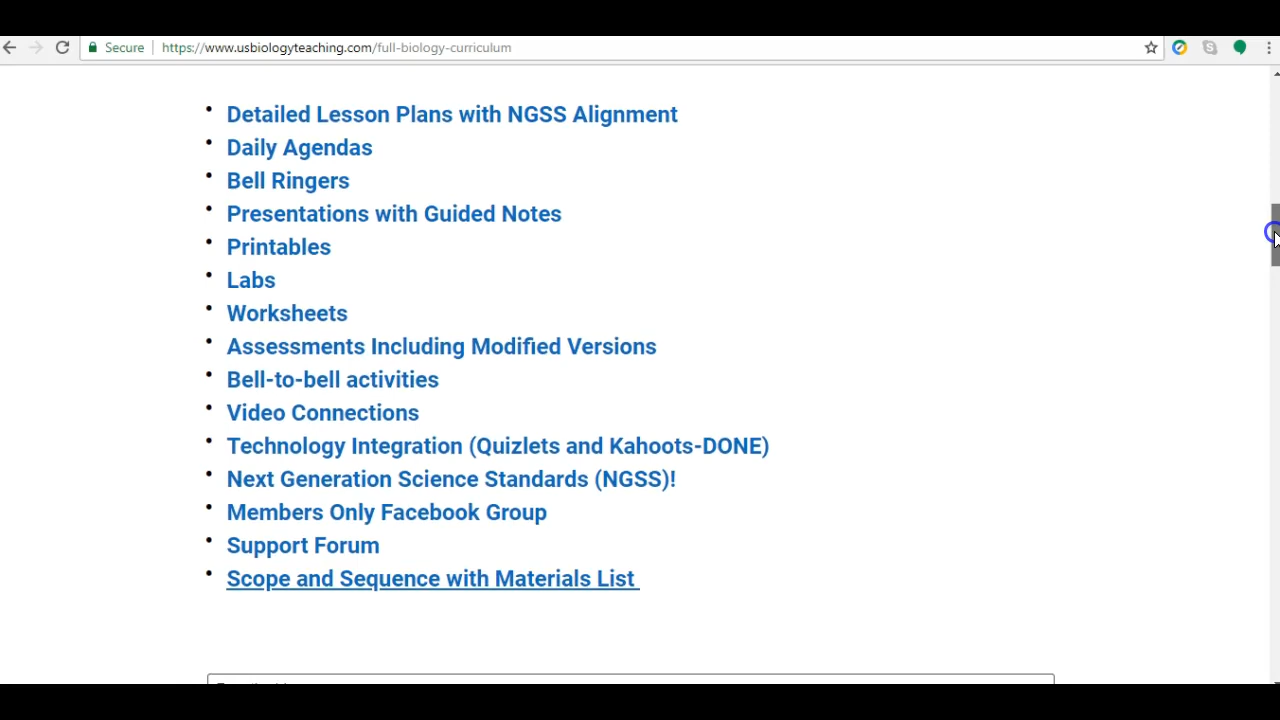 Secure
https://www.usbiologyteaching.com/full-biology-curriculum
Detailed Lesson Plans with NGSS Alignment
Daily Agendas
Bell Ringers
Presentations with Guided Notes
Printables
Labs
Worksheets
Assessments Including Modified Versions
Bell-to-bell activities
Video Connections
Technology Integration (Quizlets and Kahoots-DONE)
Next Generation Science Standards (NGSS)!
Members Only Facebook Group
Support Forum
Scope and Sequence with Materials List